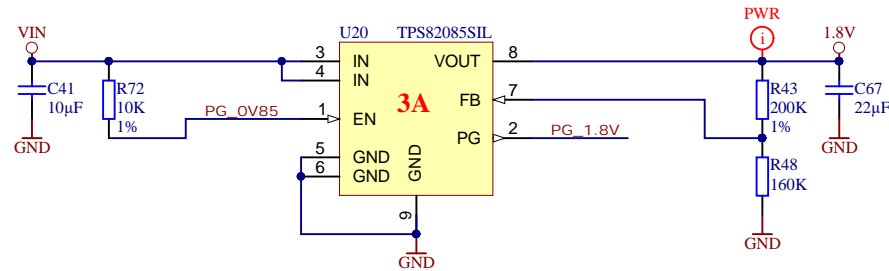 PWR
VIN
U20 TPS82085SIL
1.8V
3 IN VOUT 8
4 IN
C41
10µF
R72
10K
1%
3A
FB 7
R43
200K
1%
C67
22µF
PG_0V85
1 EN
PG 2
PG_1.8V
GND
GND
5 GND
6 GND
GND
R48
160K
9
GND
GND